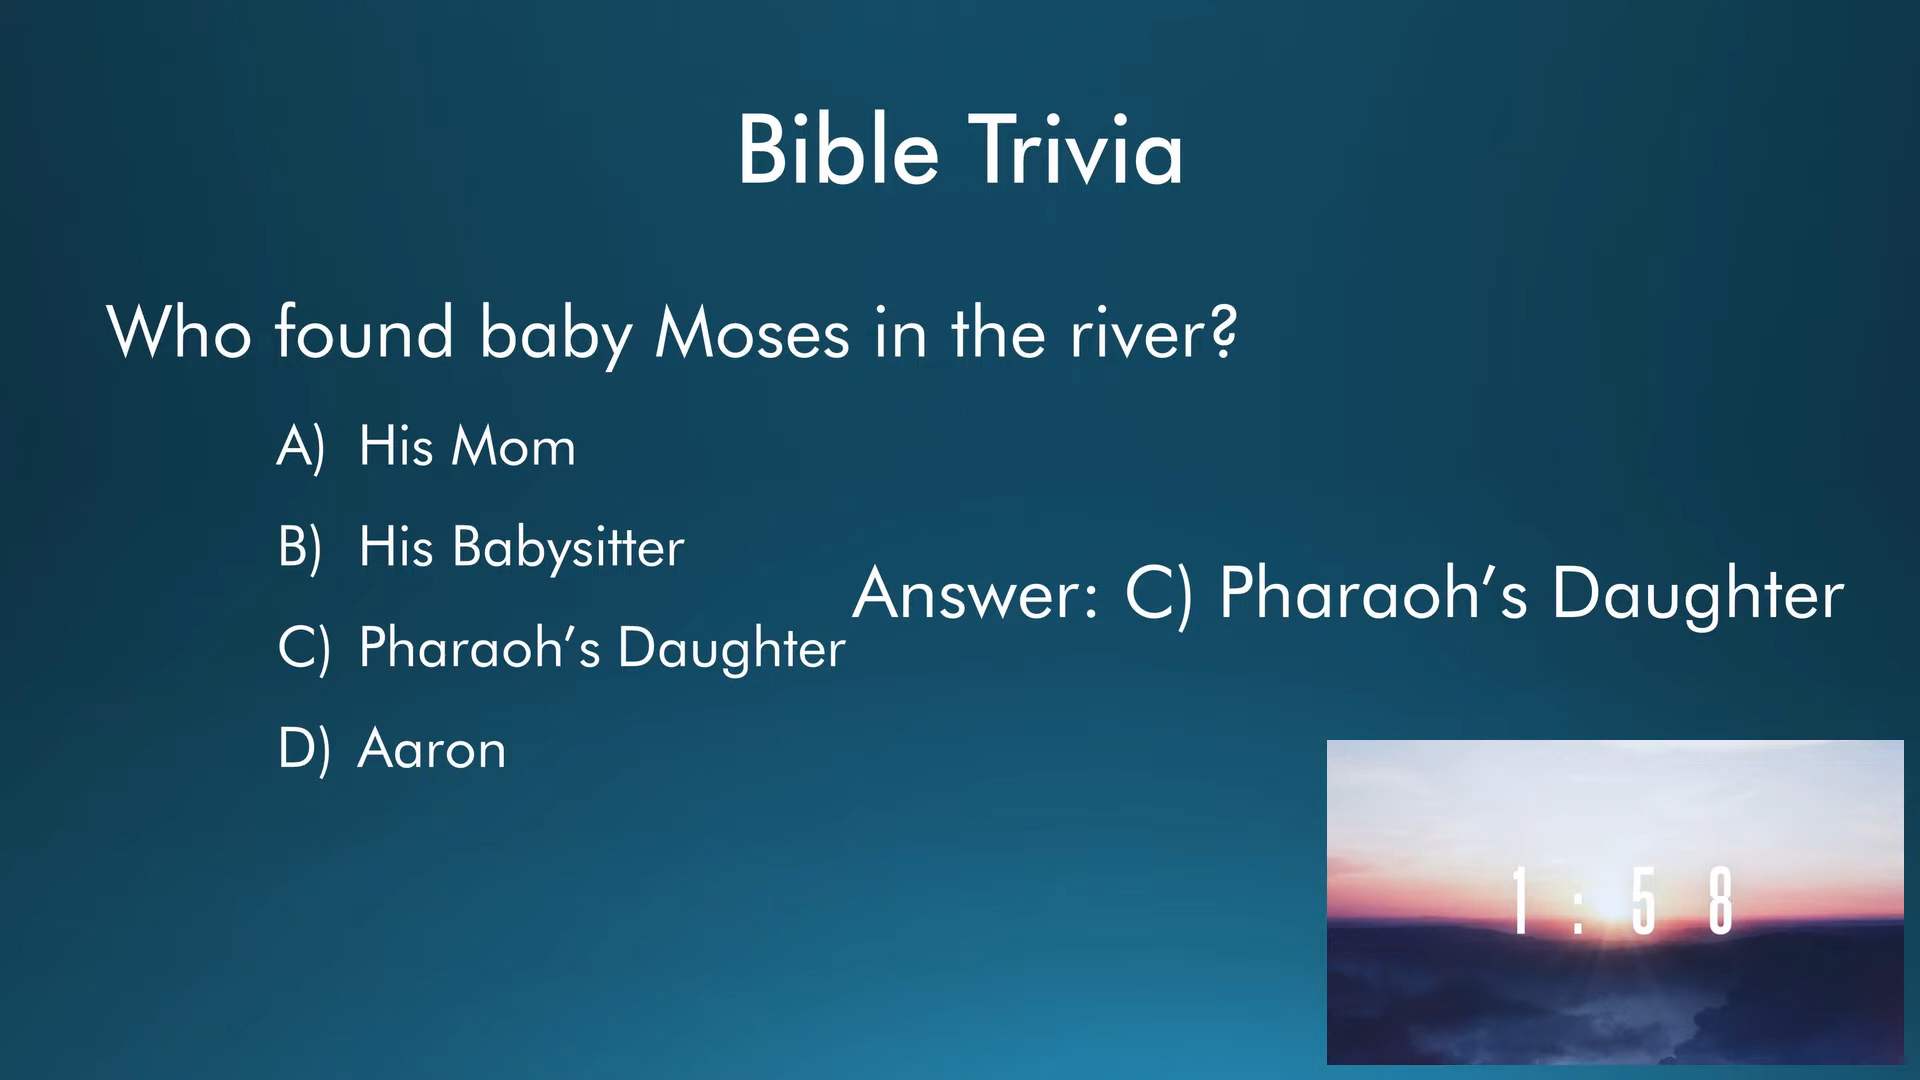 Bible Trivia
Who found baby Moses in the river?
A) His Mom
B) His Babysitter
C) Pharaoh’s Daughter
D) Aaron
Answer: C) Pharaoh’s Daughter
1 : 5 8